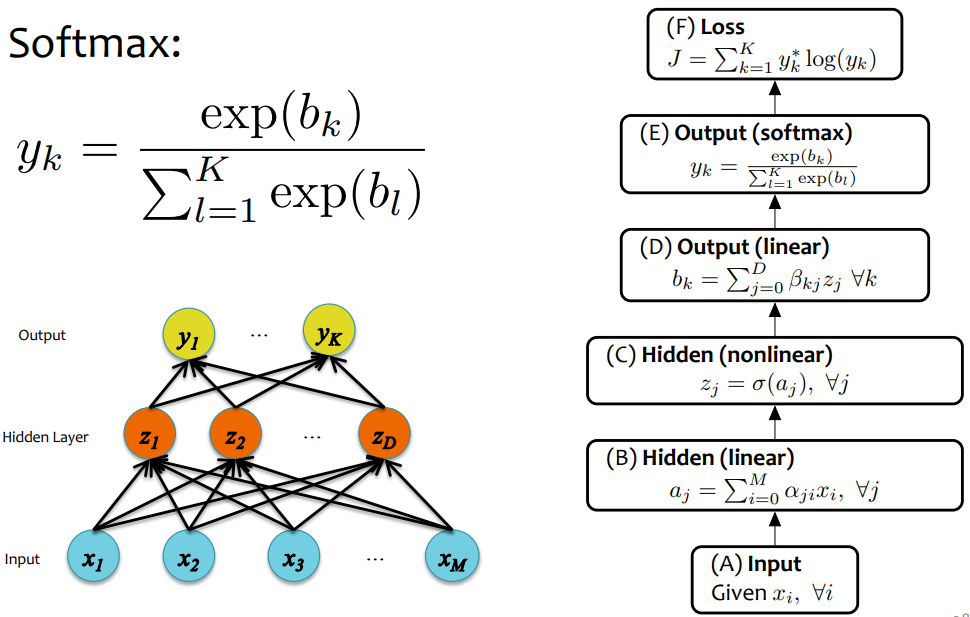 Softmax:
y_k = exp(b_k) / ∑_{l=1}^{K} exp(b_l)
Output
y_1 ... y_K
Hidden Layer
z_1 z_2 ... z_D
Input
x_1 x_2 x_3 ... x_M
(F) Loss
J = ∑_{k=1}^{K} y_k^* log(y_k)
(E) Output (softmax)
y_k = exp(b_k) / ∑_{l=1}^{K} exp(b_l)
(D) Output (linear)
b_k = ∑_{j=0}^{D} β_{kj} z_j ∀k
(C) Hidden (nonlinear)
z_j = σ(a_j), ∀j
(B) Hidden (linear)
a_j = ∑_{i=0}^{M} α_{ji} x_i, ∀j
(A) Input
Given x_i, ∀i